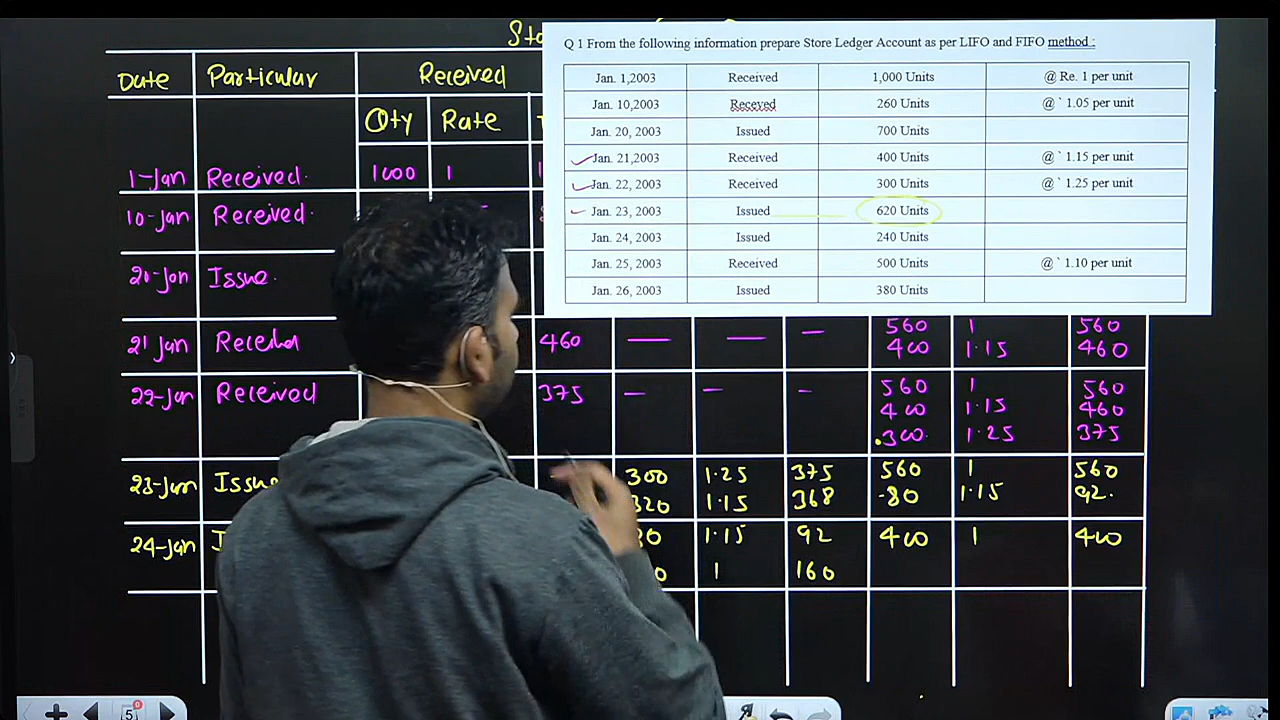 Sto
Q 1 From the following information prepare Store Ledger Account as per LIFO and FIFO method :
Jan. 1,2003 Received 1,000 Units @ Re. 1 per unit
Jan. 10,2003 Receved 260 Units @ ` 1.05 per unit
Jan. 20, 2003 Issued 700 Units
Jan. 21,2003 Received 400 Units @ ` 1.15 per unit
Jan. 22, 2003 Received 300 Units @ ` 1.25 per unit
Jan. 23, 2003 Issued 620 Units
Jan. 24, 2003 Issued 240 Units
Jan. 25, 2003 Received 500 Units @ ` 1.10 per unit
Jan. 26, 2003 Issued 380 Units
Date Particular Received
Qty Rate
1-Jan Received. 1000 1
10-jan Received.
20-Jan Issue.
560 1 560
21 Jan 460 — — — 400 1.15 460
22-Jan Received 375 — — — 560 1 560
400 1.15 460
300. 1.25 375
23-Jan Issue 300 1.25 375 560 1 560
320 1.15 368 80 1.15 92.
24-Jan 1.15 92 400 1 400
1 160
5